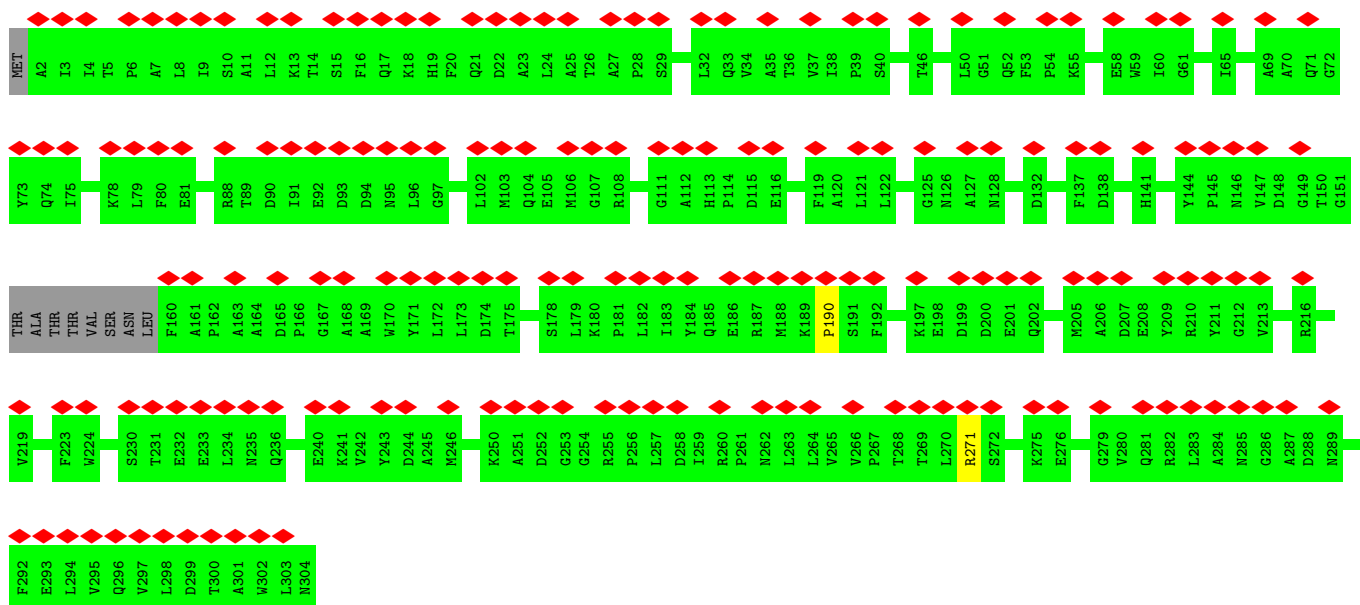 MET A2 I3 I4 T5 P6 A7 L8 I9 S10 A11 L12 K13 T14 S15 F16 Q17 K18 H19 F20 Q21 D22 A23 L24 A25 T26 A27 P28 S29 L32 Q33 V34 A35 T36 V37 I38 P39 S40 T46 L50 G51 Q52 F53 P54 K55 E58 W59 I60 G61 I65 A69 A70 Q71 G72
Y73 Q74 I75 K78 L79 F80 E81 R88 T89 D90 I91 E92 D93 D94 N95 L96 G97 L102 M103 Q104 E105 M106 G107 R108 G111 A112 H113 P114 D115 E116 F119 A120 L121 L122 G125 N126 A127 N128 D132 F137 D138 H141 Y144 P145 N146 V147 D148 G149 T150 G151
THR ALA THR THR VAL SER ASN LEU F160 A161 P162 A163 A164 D165 P166 G167 A168 A169 W170 Y171 L172 L173 D174 T175 S178 L179 K180 P181 L182 I183 Y184 Q185 E186 R187 M188 K189 P190 S191 F192 K197 E198 D199 D200 E201 Q202 M205 A206 D207 E208 Y209 R210 Y211 G212 V213 R216
V219 F223 W224 S230 T231 E232 E233 L234 N235 Q236 E240 K241 V242 Y243 D244 A245 M246 K250 A251 D252 G253 G254 R255 P256 L257 D258 I259 R260 P261 N262 L263 L264 V265 V266 P267 T268 T269 L270 R271 S272 K275 E276 G279 V280 Q281 R282 L283 A284 N285 G286 A287 D288 N289
F292 E293 L294 V295 Q296 V297 L298 D299 T300 A301 W302 L303 N304